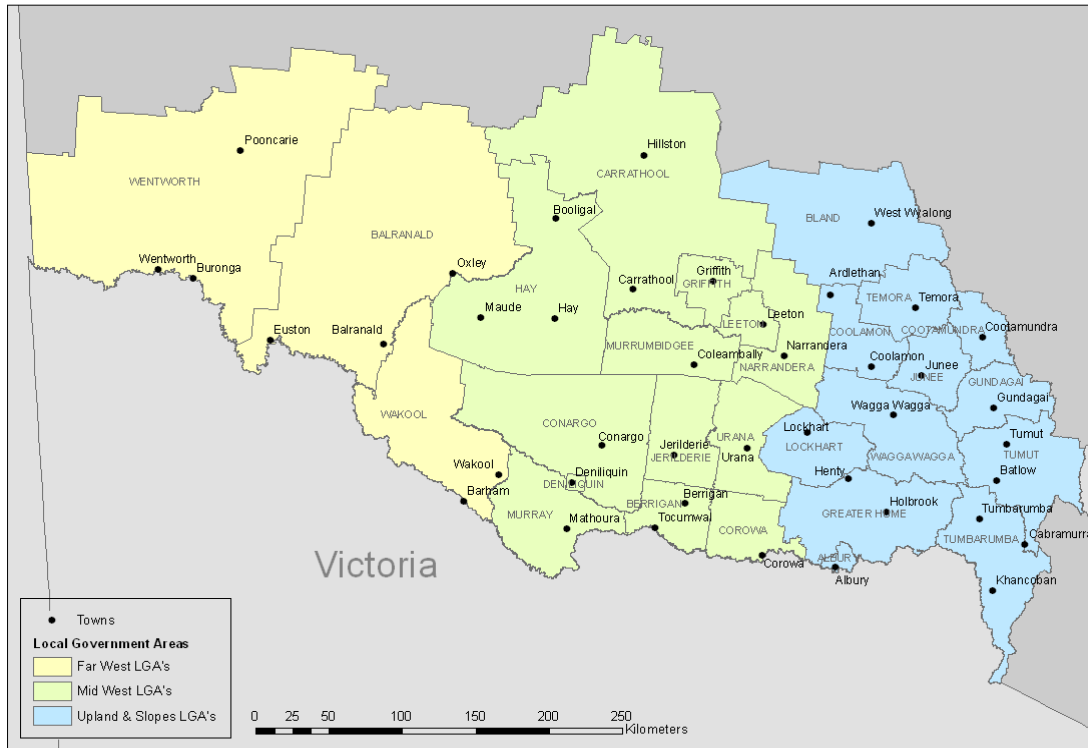 Pooncarie
Hillston
WENTWORTH
CARRATHOOL
Booligal
BLAND
West Wyalong
BALRANALD
Wentworth
Buronga
Oxley
Carrathool
Griffith
GRIFFITH
Ardlethan
HAY
TEMORA
Temora
Maude
Hay
LEETON
Leeton
COOLAMON
COOTAMUNDRA
Cootamundra
Euston
Balranald
MURRUMBIDGEE
Narrandera
Coleambally
NARRANDERA
Coolamon
Junee
JUNEE
GUNDAGAI
WAKOOL
Wagga Wagga
Gundagai
CONARGO
Conargo
URANA
Lockhart
LOCKHART
Tumut
TUMUT
Jerilderie
JERILDERIE
Urana
WAGGA WAGGA
Wakool
Deniliquin
DENILIQUIN
Henty
Batlow
Barham
BERRIGAN
Berrigan
Holbrook
GREATER HOME
Tumbarumba
MURRAY
Mathoura
Tocumwal
COROWA
TUMBARUMBA
Cabramurra
Victoria
Corowa
ALBURY
Albury
Khancoban
Towns
Local Government Areas
Far West LGA's
Mid West LGA's
Upland & Slopes LGA's
0 25 50 100 150 200 250
Kilometers